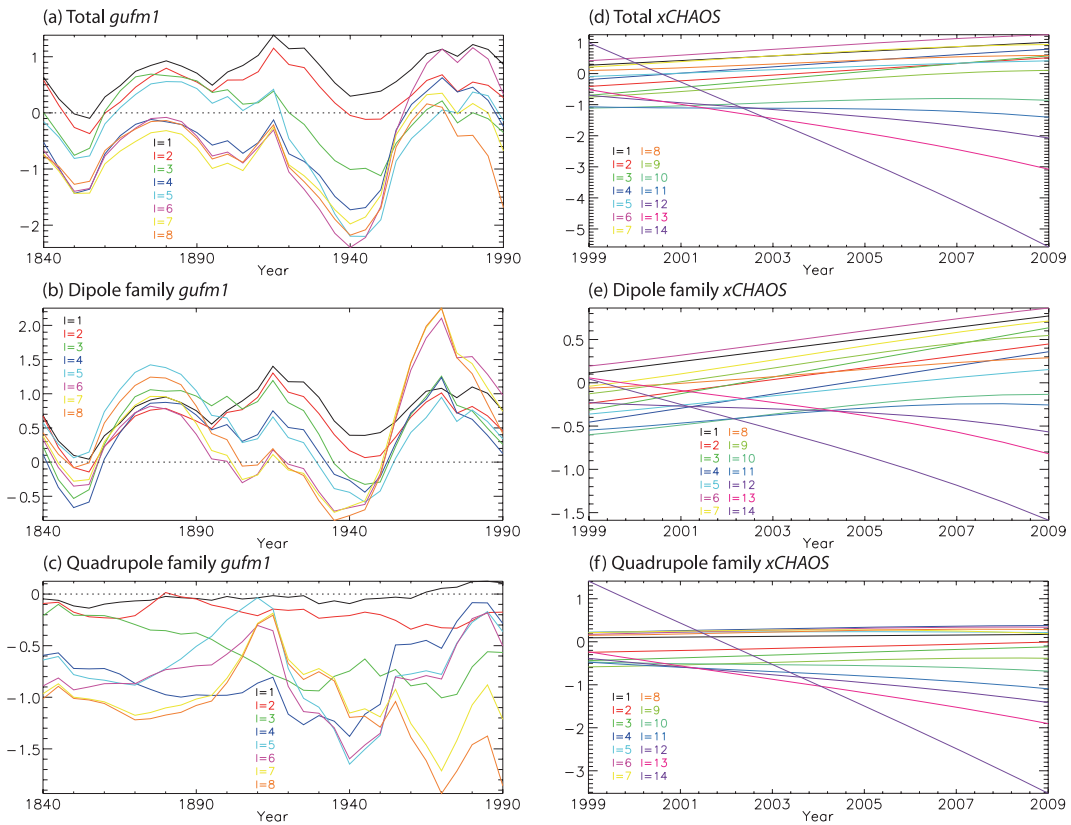 (a) Total gufm1
1
0
−1
−2
l=1
l=2
l=3
l=4
l=5
l=6
l=7
l=8
1840
1890
1940
1990
Year
(b) Dipole family gufm1
2.0
1.5
1.0
0.5
0.0
−0.5
l=1
l=2
l=3
l=4
l=5
l=6
l=7
l=8
1840
1890
1940
1990
Year
(c) Quadrupole family gufm1
0
−0.5
−1.0
−1.5
l=1
l=2
l=3
l=4
l=5
l=6
l=7
l=8
1840
1890
1940
1990
Year
(d) Total xCHAOS
1
0
−1
−2
−3
−4
−5
l=1 l=8
l=2 l=9
l=3 l=10
l=4 l=11
l=5 l=12
l=6 l=13
l=7 l=14
1999
2001
2003
2005
2007
2009
Year
(e) Dipole family xCHAOS
0.5
0.0
−0.5
−1.0
−1.5
l=1 l=8
l=2 l=9
l=3 l=10
l=4 l=11
l=5 l=12
l=6 l=13
l=7 l=14
1999
2001
2003
2005
2007
2009
Year
(f) Quadrupole family xCHAOS
1
0
−1
−2
−3
l=1 l=8
l=2 l=9
l=3 l=10
l=4 l=11
l=5 l=12
l=6 l=13
l=7 l=14
1999
2001
2003
2005
2007
2009
Year